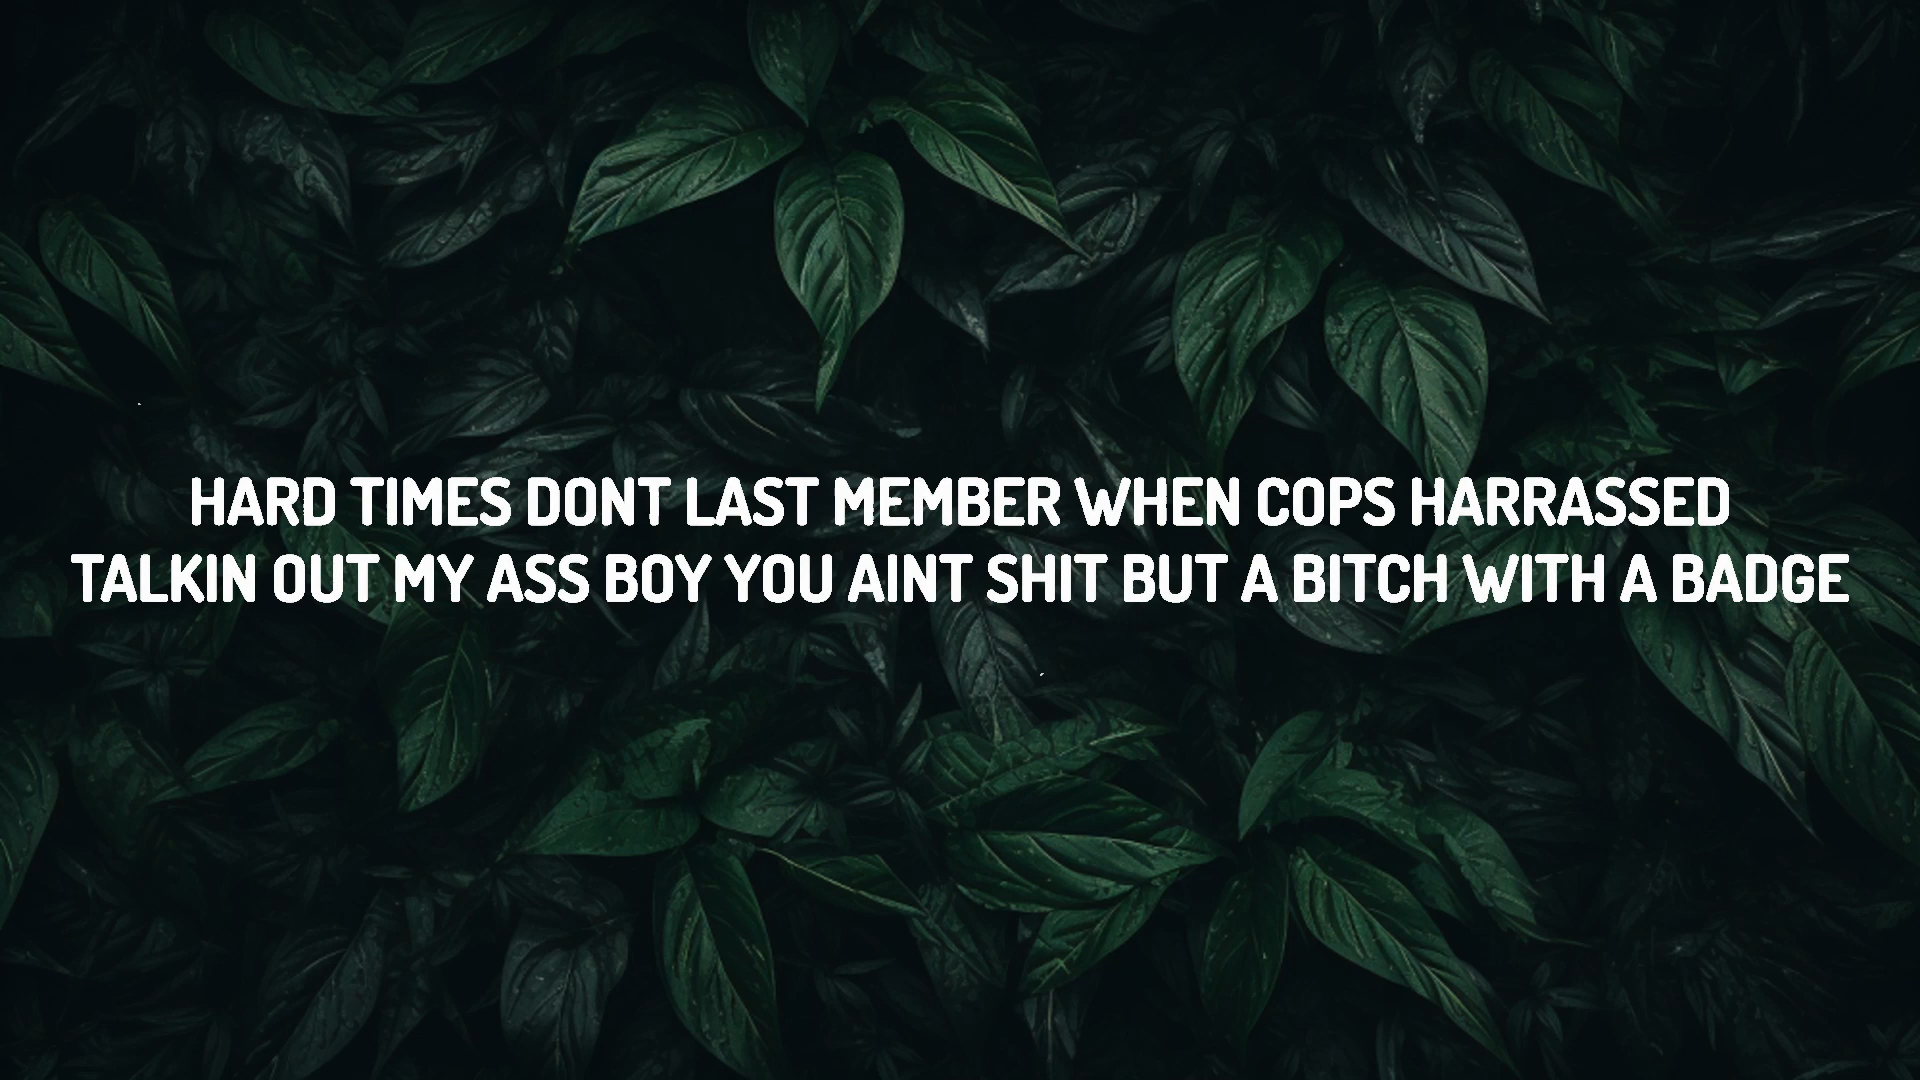 HARD TIMES DONT LAST MEMBER WHEN COPS HARRASSED
TALKIN OUT MY ASS BOY YOU AINT SHIT BUT A BITCH WITH A BADGE